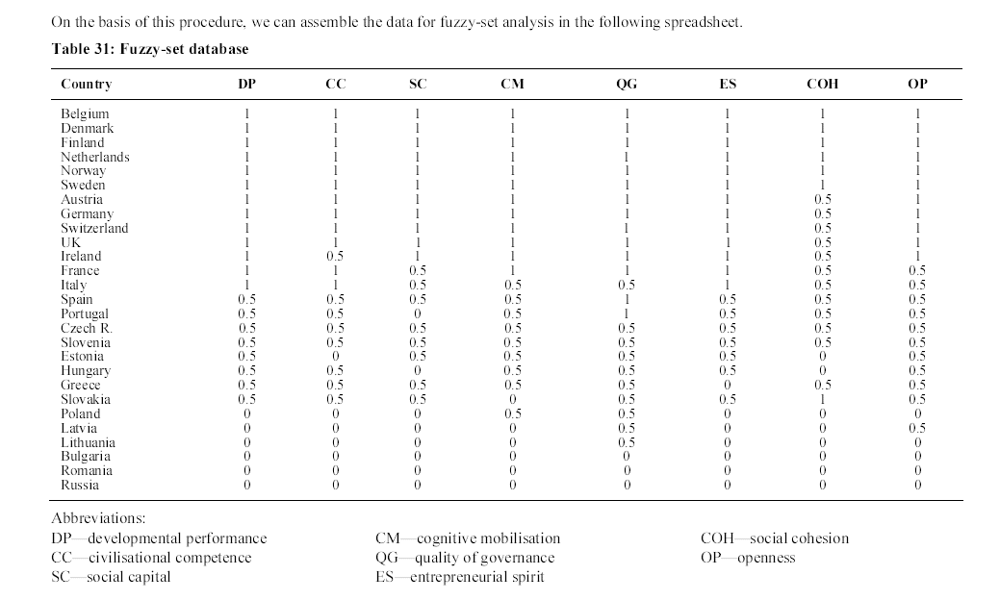 On the basis of this procedure, we can assemble the data for fuzzy-set analysis in the following spreadsheet.
Table 31: Fuzzy-set database
Country DP CC SC CM QG ES COH OP
Belgium 1 1 1 1 1 1 1 1
Denmark 1 1 1 1 1 1 1 1
Finland 1 1 1 1 1 1 1 1
Netherlands 1 1 1 1 1 1 1 1
Norway 1 1 1 1 1 1 1 1
Sweden 1 1 1 1 1 1 1 1
Austria 1 1 1 1 1 1 0.5 1
Germany 1 1 1 1 1 1 0.5 1
Switzerland 1 1 1 1 1 1 0.5 1
UK 1 1 1 1 1 1 0.5 1
Ireland 1 0.5 1 1 1 1 0.5 1
France 1 1 0.5 1 1 1 0.5 0.5
Italy 1 1 0.5 0.5 0.5 1 0.5 0.5
Spain 0.5 0.5 0.5 0.5 1 0.5 0.5 0.5
Portugal 0.5 0.5 0 0.5 1 0.5 0.5 0.5
Czech R. 0.5 0.5 0.5 0.5 0.5 0.5 0.5 0.5
Slovenia 0.5 0.5 0.5 0.5 0.5 0.5 0.5 0.5
Estonia 0.5 0 0.5 0.5 0.5 0.5 0 0.5
Hungary 0.5 0.5 0 0.5 0.5 0.5 0 0.5
Greece 0.5 0.5 0.5 0.5 0.5 0 0.5 0.5
Slovakia 0.5 0.5 0.5 0 0.5 0.5 1 0.5
Poland 0 0 0 0.5 0.5 0 0 0
Latvia 0 0 0 0 0.5 0 0 0.5
Lithuania 0 0 0 0 0.5 0 0 0
Bulgaria 0 0 0 0 0 0 0 0
Romania 0 0 0 0 0 0 0 0
Russia 0 0 0 0 0 0 0 0
Abbreviations:
DP—developmental performance CM—cognitive mobilisation COH—social cohesion
CC—civilisational competence QG—quality of governance OP—openness
SC—social capital ES—entrepreneurial spirit